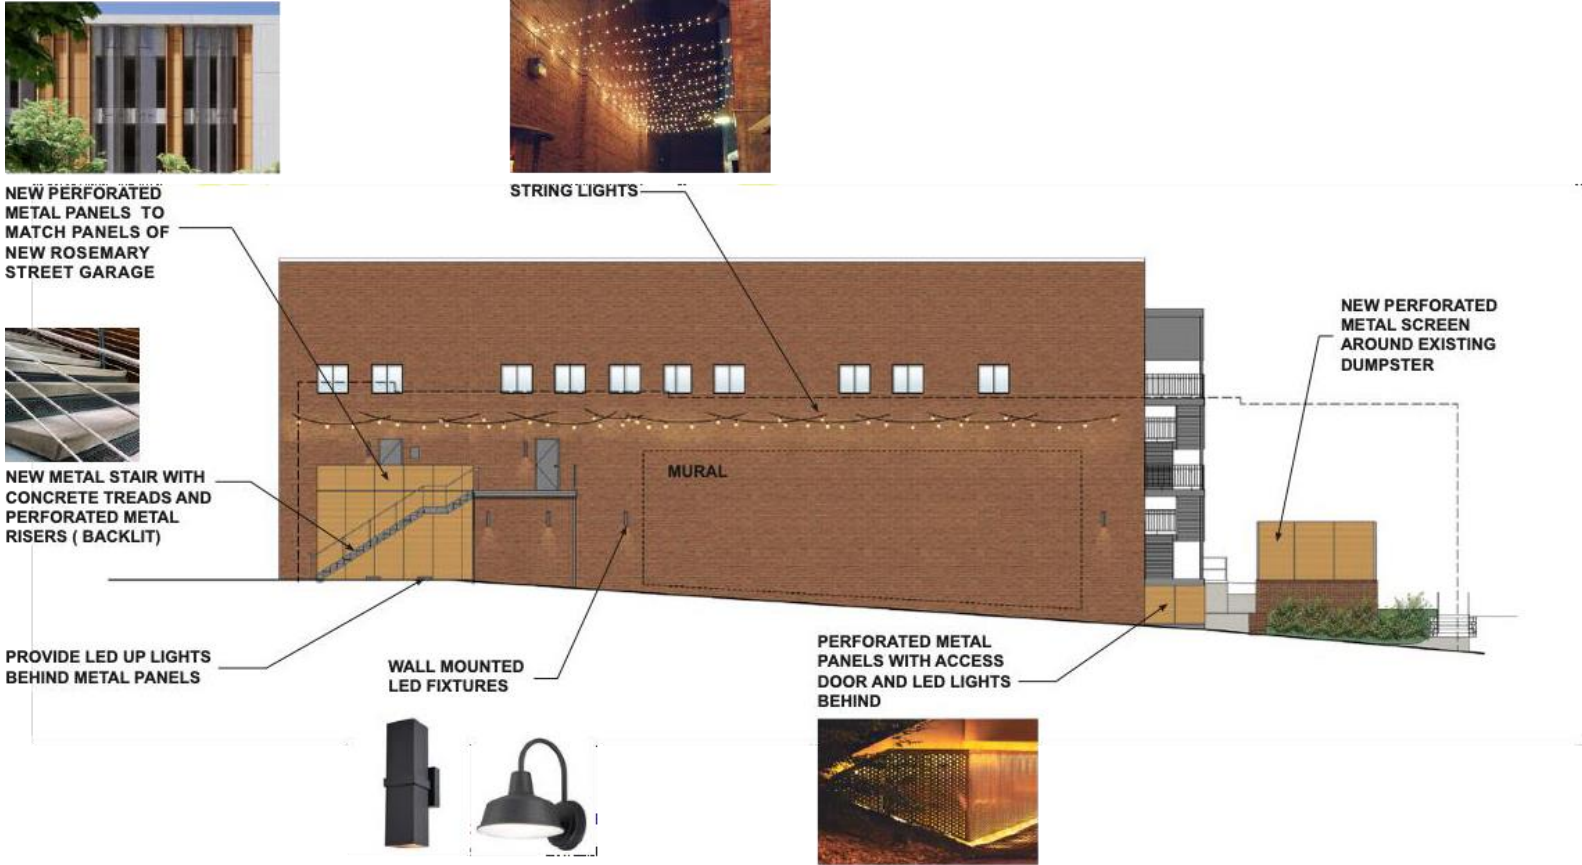 NEW PERFORATED
METAL PANELS TO
MATCH PANELS OF
NEW ROSEMARY
STREET GARAGE
STRING LIGHTS
NEW PERFORATED
METAL SCREEN
AROUND EXISTING
DUMPSTER
NEW METAL STAIR WITH
CONCRETE TREADS AND
PERFORATED METAL
RISERS ( BACKLIT)
MURAL
PROVIDE LED UP LIGHTS
BEHIND METAL PANELS
WALL MOUNTED
LED FIXTURES
PERFORATED METAL
PANELS WITH ACCESS
DOOR AND LED LIGHTS
BEHIND